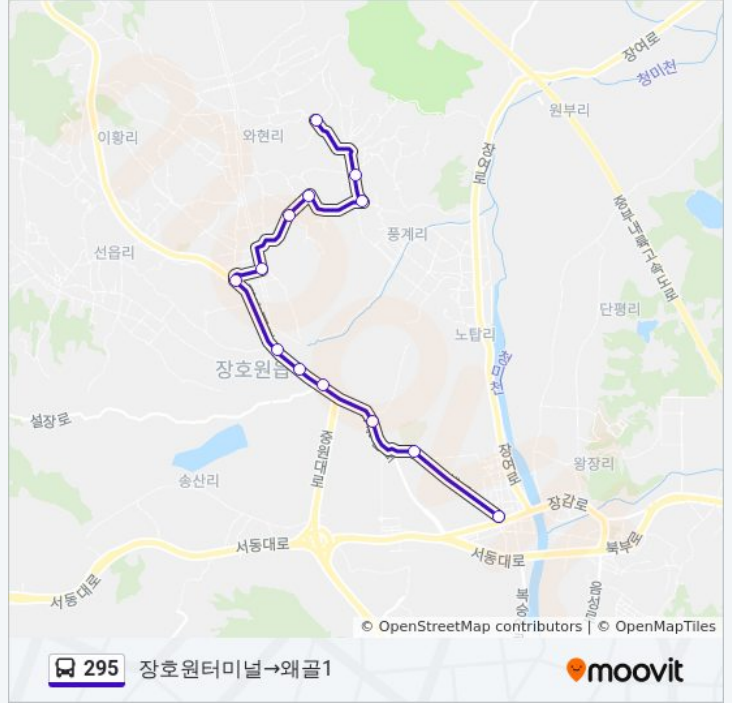 장여로
청미천
원부리
이황리
와현리
장여로
중부내륙고속도로
풍계리
선읍리
단평리
노탑리
청미천
장호원읍
설장로
중원대로
장여로
왕장리
송산리
장감로
서동대로
서동대로
북부로
서동대로
복숭
음성
© OpenStreetMap contributors | © OpenMapTiles
295 장호원터미널→왜골1
moovit